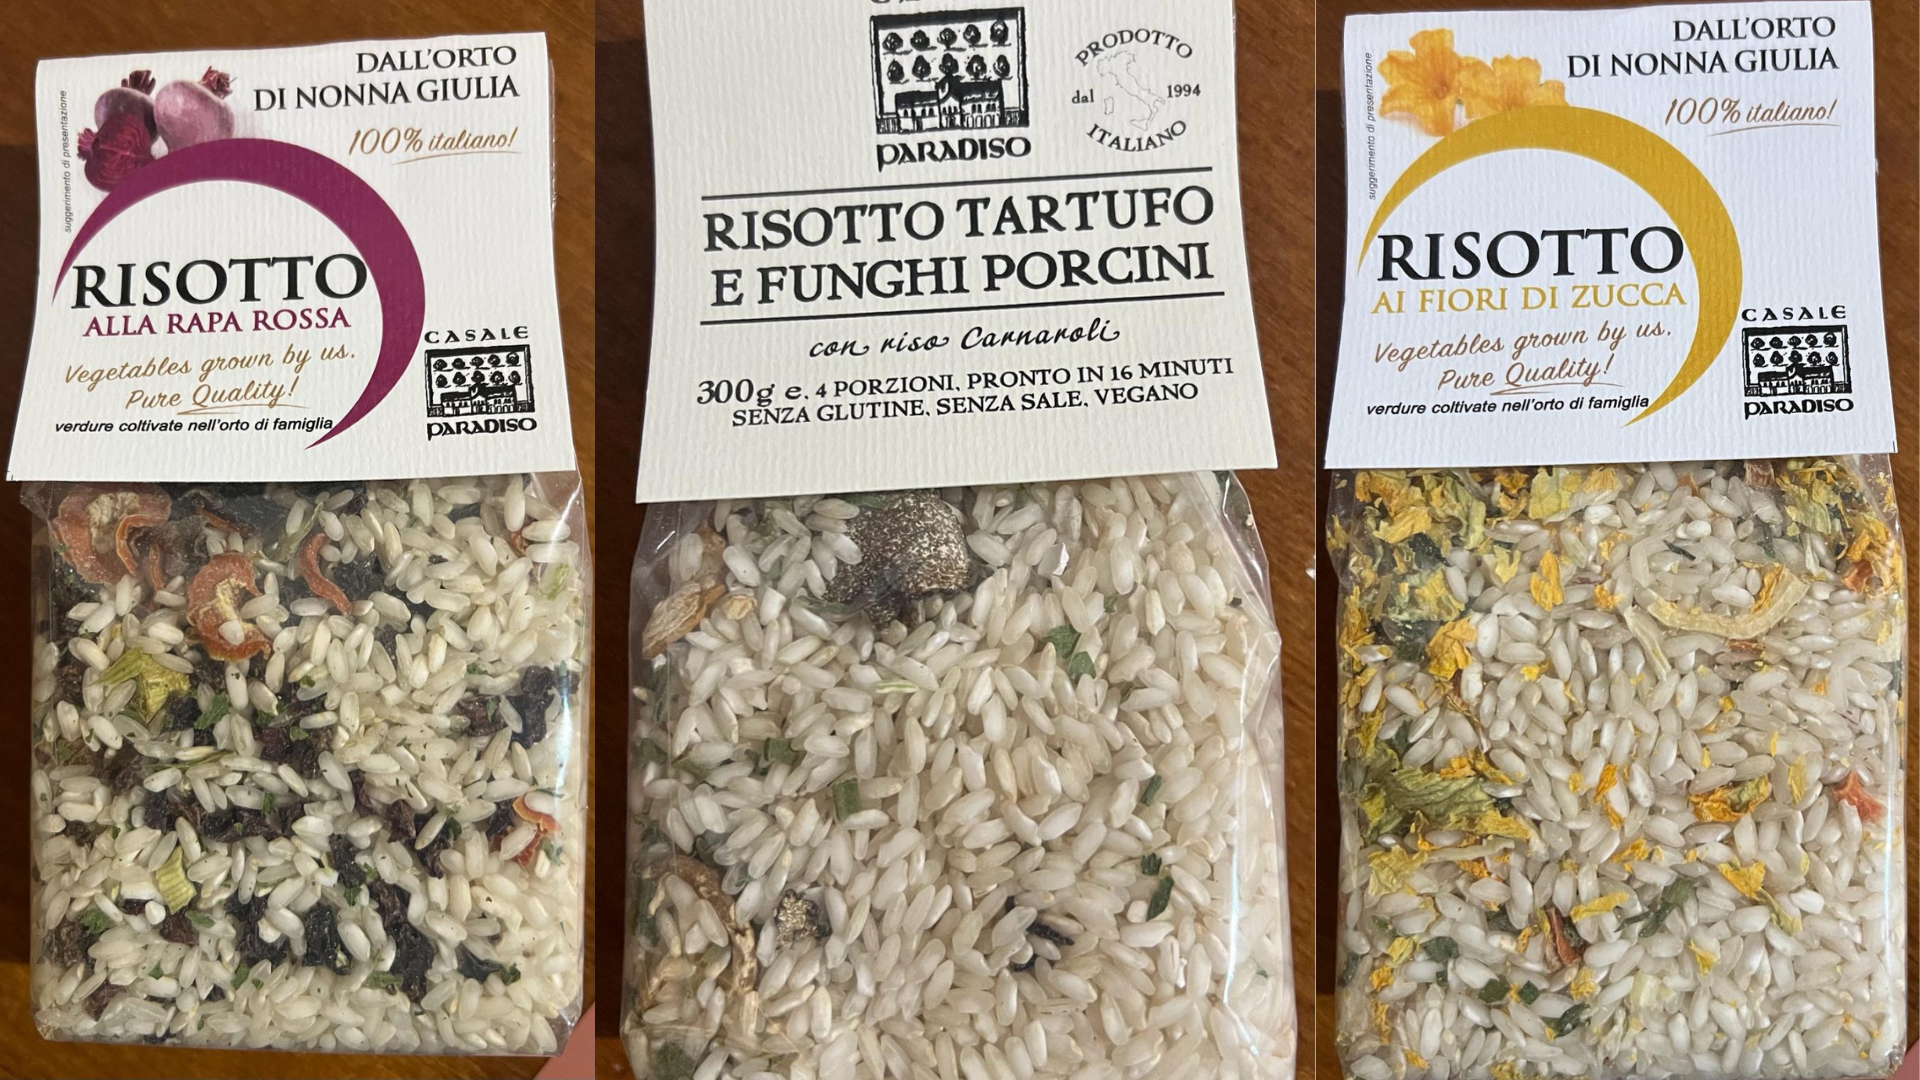 DALL'ORTO
DI NONNA GIULIA
100% italiano!
suggerimento di presentazione
RISOTTO
ALLA RAPA ROSSA
Vegetables grown by us.
Pure Quality!
verdure coltivate nell'orto di famiglia
CASALE
PARADISO
PARADISO
PRODOTTO
dal 1994
ITALIANO
RISOTTO TARTUFO
E FUNGHI PORCINI
con riso Carnaroli
300g e. 4 PORZIONI, PRONTO IN 16 MINUTI
SENZA GLUTINE, SENZA SALE, VEGANO
DALL'ORTO
DI NONNA GIULIA
100% italiano!
suggerimento di presentazione
RISOTTO
AI FIORI DI ZUCCA
Vegetables grown by us.
Pure Quality!
verdure coltivate nell'orto di famiglia
CASALE
PARADISO